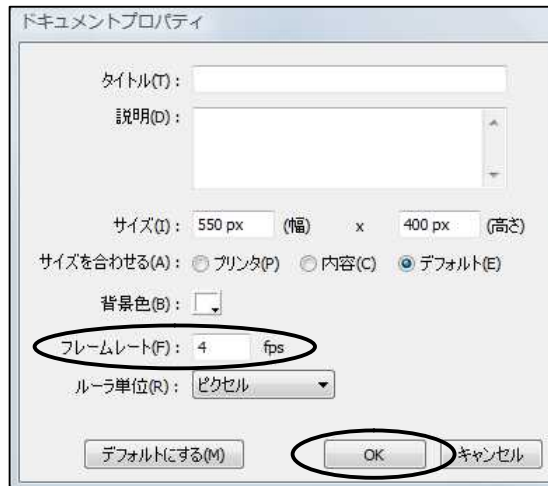 ドキュメントプロパティ
タイトル(T)：
説明(D)：
サイズ(I)： 550 px (幅) x 400 px (高さ)
サイズを合わせる(A)： プリンタ(P) 内容(C) デフォルト(E)
背景色(B)：
フレームレート(F)： 4 fps
ルーラ単位(R)： ピクセル
デフォルトにする(M) OK キャンセル